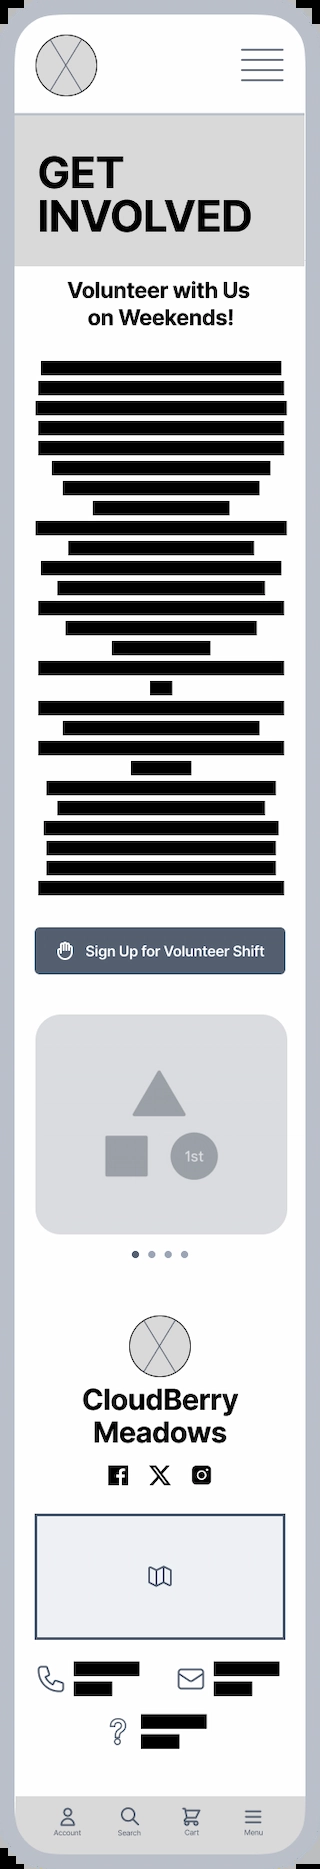 GET
INVOLVED
Volunteer with Us
on Weekends!
Sign Up for Volunteer Shift
1st
CloudBerry
Meadows
Account
Search
Cart
Menu